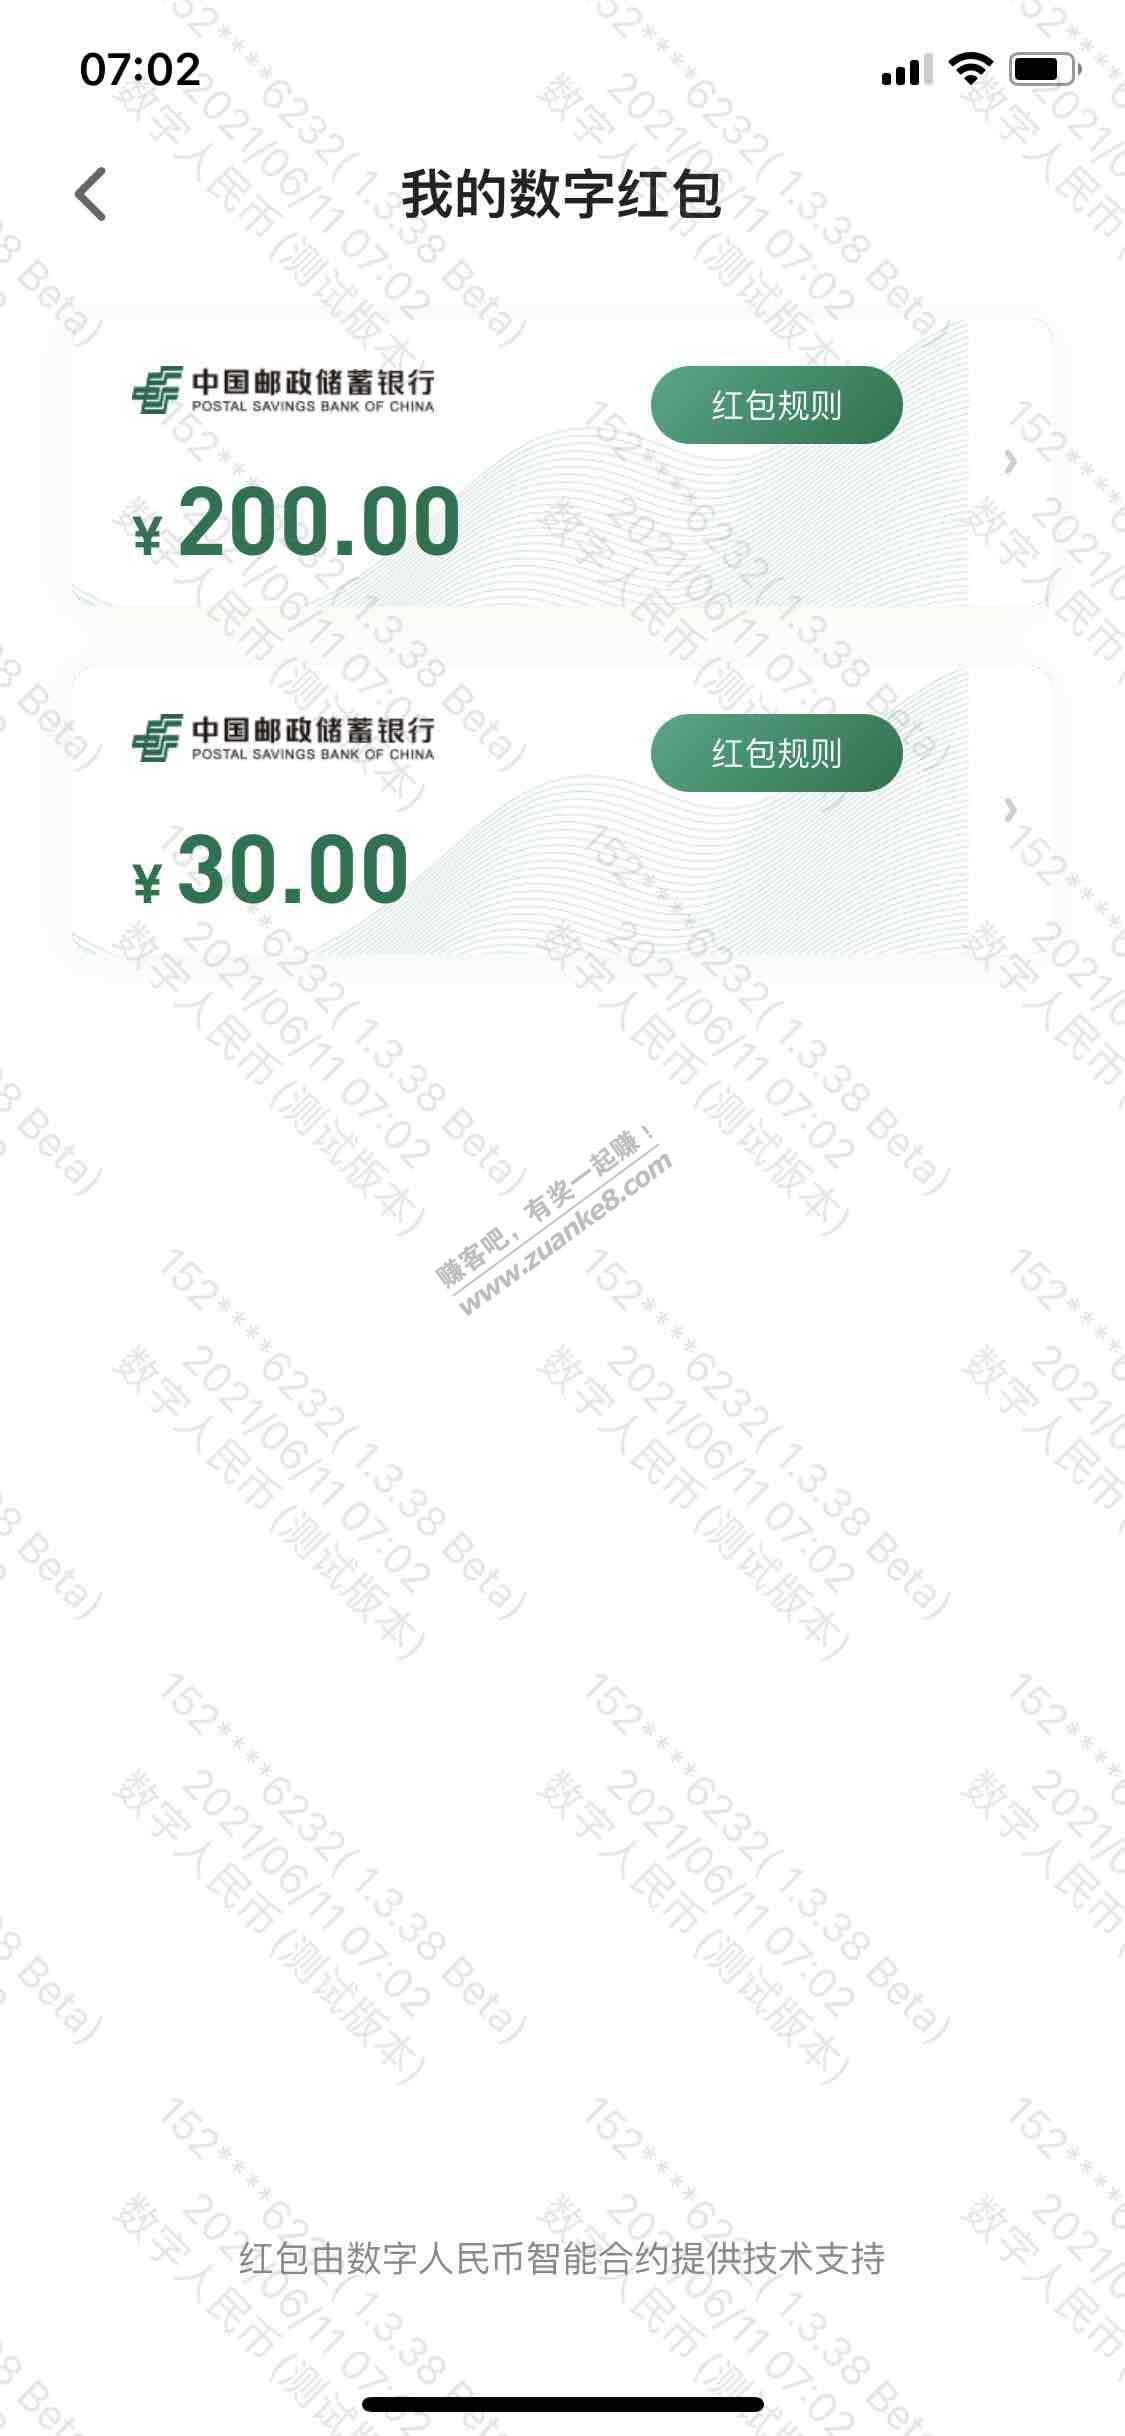 07:02
我的数字红包
中国邮政储蓄银行
POSTAL SAVINGS BANK OF CHINA
红包规则
¥ 200.00
中国邮政储蓄银行
POSTAL SAVINGS BANK OF CHINA
红包规则
¥ 30.00
赚客吧，有奖一起赚！
www.zuanke8.com
152****6232( 1.3.38 Beta)
2021/06/11 07:02
数字人民币 (测试版本)
红包由数字人民币智能合约提供技术支持